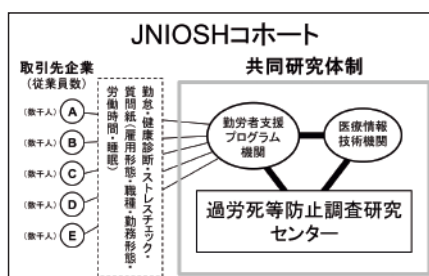 JNIOSHコホート
取引先企業
(従業員数)
(数千人) A
(数千人) B
(数千人) C
(数千人) D
(数千人) E
勤怠・健康診断・ストレスチェック・
質問紙(雇用形態・職種・勤務形態・
労働時間・睡眠)
共同研究体制
勤労者支援
プログラム
機関
医療情報
技術機関
過労死等防止調査研究
センター